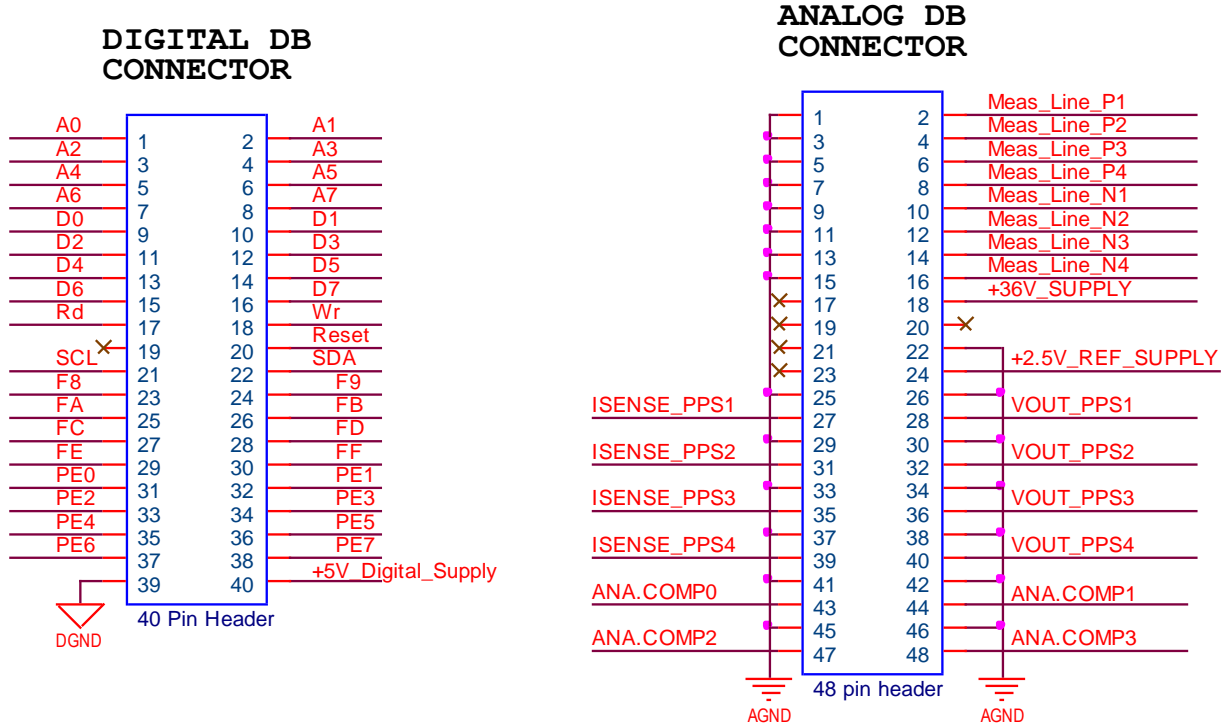 DIGITAL DB
CONNECTOR
A0 1 2 A1
A2 3 4 A3
A4 5 6 A5
A6 7 8 A7
D0 9 10 D1
D2 11 12 D3
D4 13 14 D5
D6 15 16 D7
Rd 17 18 Wr
19 20 Reset
SCL 21 22 SDA
F8 23 24 F9
FA 25 26 FB
FC 27 28 FD
FE 29 30 FF
PE0 31 32 PE1
PE2 33 34 PE3
PE4 35 36 PE5
PE6 37 38 PE7
39 40 +5V_Digital_Supply
DGND
40 Pin Header
ANALOG DB
CONNECTOR
1 2 Meas_Line_P1
3 4 Meas_Line_P2
5 6 Meas_Line_P3
7 8 Meas_Line_P4
9 10 Meas_Line_N1
11 12 Meas_Line_N2
13 14 Meas_Line_N3
15 16 Meas_Line_N4
17 18 +36V_SUPPLY
19 20
21 22
23 24 +2.5V_REF_SUPPLY
25 26
ISENSE_PPS1 27 28 VOUT_PPS1
29 30
ISENSE_PPS2 31 32 VOUT_PPS2
33 34
ISENSE_PPS3 35 36 VOUT_PPS3
37 38
ISENSE_PPS4 39 40 VOUT_PPS4
41 42
ANA.COMP0 43 44 ANA.COMP1
45 46
ANA.COMP2 47 48 ANA.COMP3
48 pin header
AGND
AGND